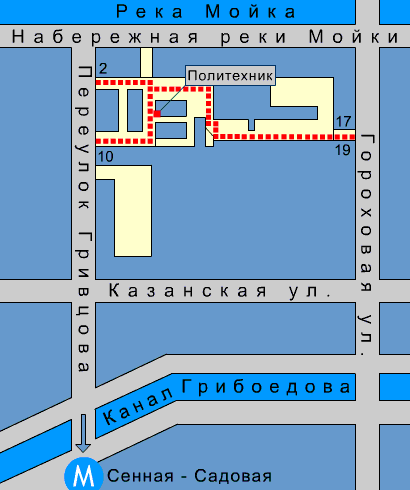 Река Мойка
Набережная реки Мойки
2
Политехник
17
19
10
Переулок Гривцова
Гороховая ул.
Казанская ул.
Канал Грибоедова
М Сенная - Садовая